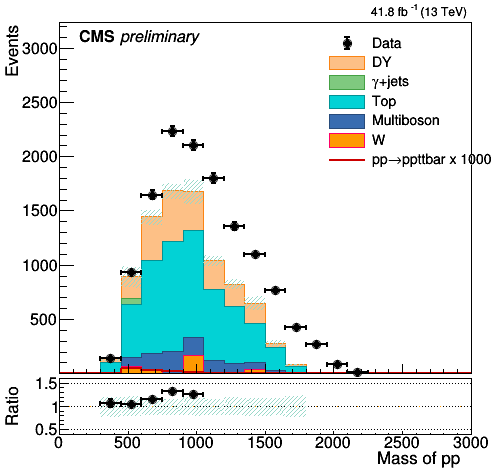 41.8 fb⁻¹ (13 TeV)
CMS preliminary
Events
3000
2500
2000
1500
1000
500
Data
DY
γ+jets
Top
Multiboson
W
pp→ppttbar x 1000
Ratio
1.5
1
0.5
0 500 1000 1500 2000 2500 3000
Mass of pp